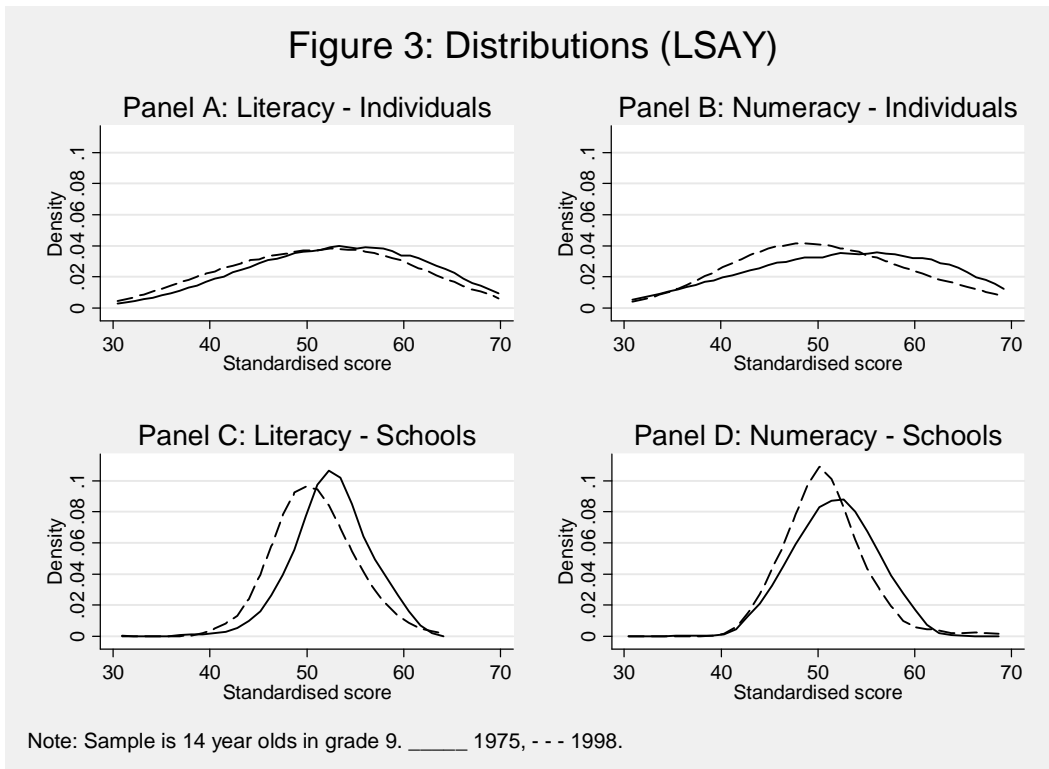 Figure 3: Distributions (LSAY)
Panel A: Literacy - Individuals
0 .02 .04 .06 .08 .1
Density
30 40 50 60 70
Standardised score
Panel B: Numeracy - Individuals
0 .02 .04 .06 .08 .1
Density
30 40 50 60 70
Standardised score
Panel C: Literacy - Schools
0 .02 .04 .06 .08 .1
Density
30 40 50 60 70
Standardised score
Panel D: Numeracy - Schools
0 .02 .04 .06 .08 .1
Density
30 40 50 60 70
Standardised score
Note: Sample is 14 year olds in grade 9. _____ 1975, - - - 1998.